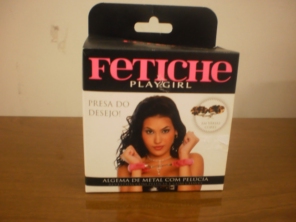 FETICHE
PLAYGIRL
PRESA DO
DESEJO!
ALGEMA DE METAL COM PELÚCIA